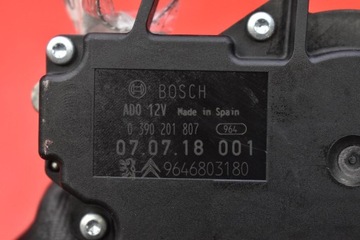 BOSCH
ADO 12V Made in Spain
0 390 201 807 964
07.07.18 001
9646803180